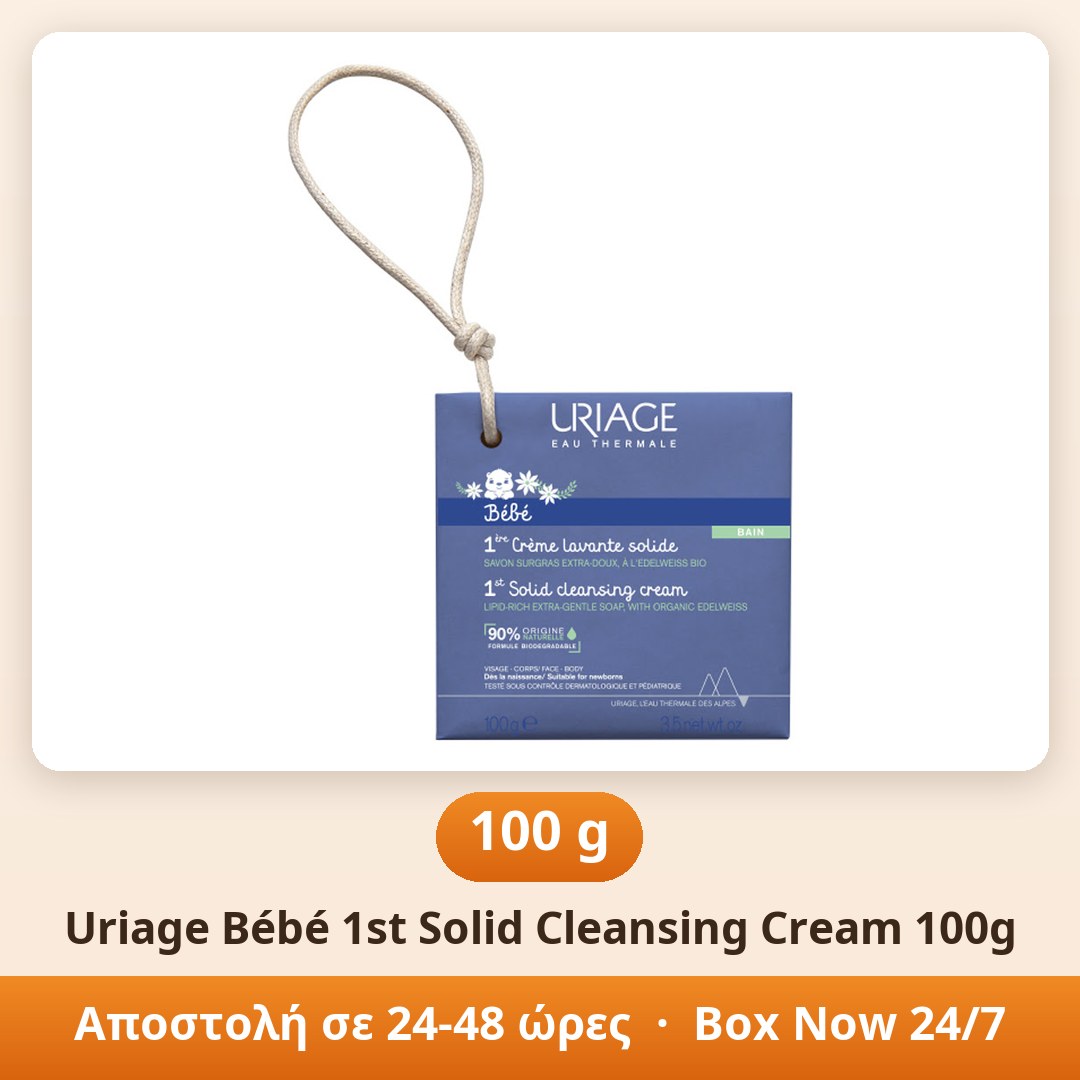 URIAGE
EAU THERMALE
Bébé
BAIN
1ère Crème lavante solide
SAVON SURGRAS EXTRA-DOUX, À L'EDELWEISS BIO
1st Solid cleansing cream
LIPID-RICH EXTRA-GENTLE SOAP, WITH ORGANIC EDELWEISS
90% ORIGINE
NATURELLE
FORMULE BIODEGRADABLE
VISAGE - CORPS/ FACE - BODY
Dès la naissance/ Suitable for newborns
TESTÉ SOUS CONTRÔLE DERMATOLOGIQUE ET PÉDIATRIQUE
URIAGE, L'EAU THERMALE DES ALPES
100g e 3.5 net wt.oz
100 g
Uriage Bébé 1st Solid Cleansing Cream 100g
Αποστολή σε 24-48 ώρες · Box Now 24/7